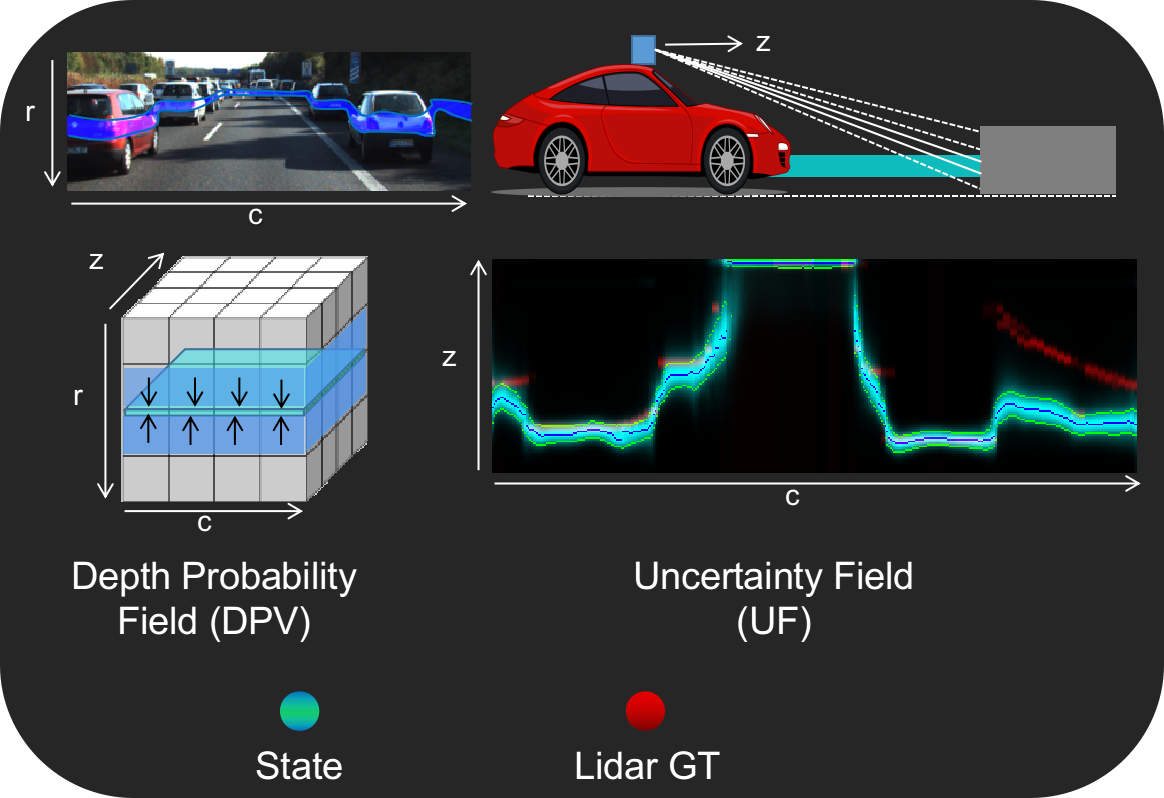 r
z
c
z
r
c
z
c
Depth Probability
Field (DPV)
Uncertainty Field
(UF)
State
Lidar GT